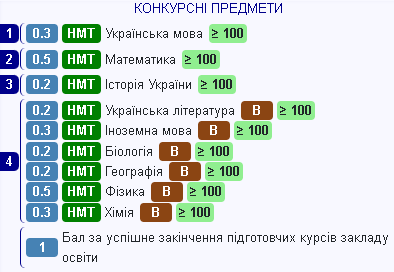 КОНКУРСНІ ПРЕДМЕТИ
1 0.3 НМТ Українська мова ≥ 100
2 0.5 НМТ Математика ≥ 100
3 0.2 НМТ Історія України ≥ 100
0.2 НМТ Українська література В ≥ 100
0.3 НМТ Іноземна мова В ≥ 100
4 0.2 НМТ Біологія В ≥ 100
0.2 НМТ Географія В ≥ 100
0.5 НМТ Фізика В ≥ 100
0.3 НМТ Хімія В ≥ 100
1 Бал за успішне закінчення підготовчих курсів закладу
освіти